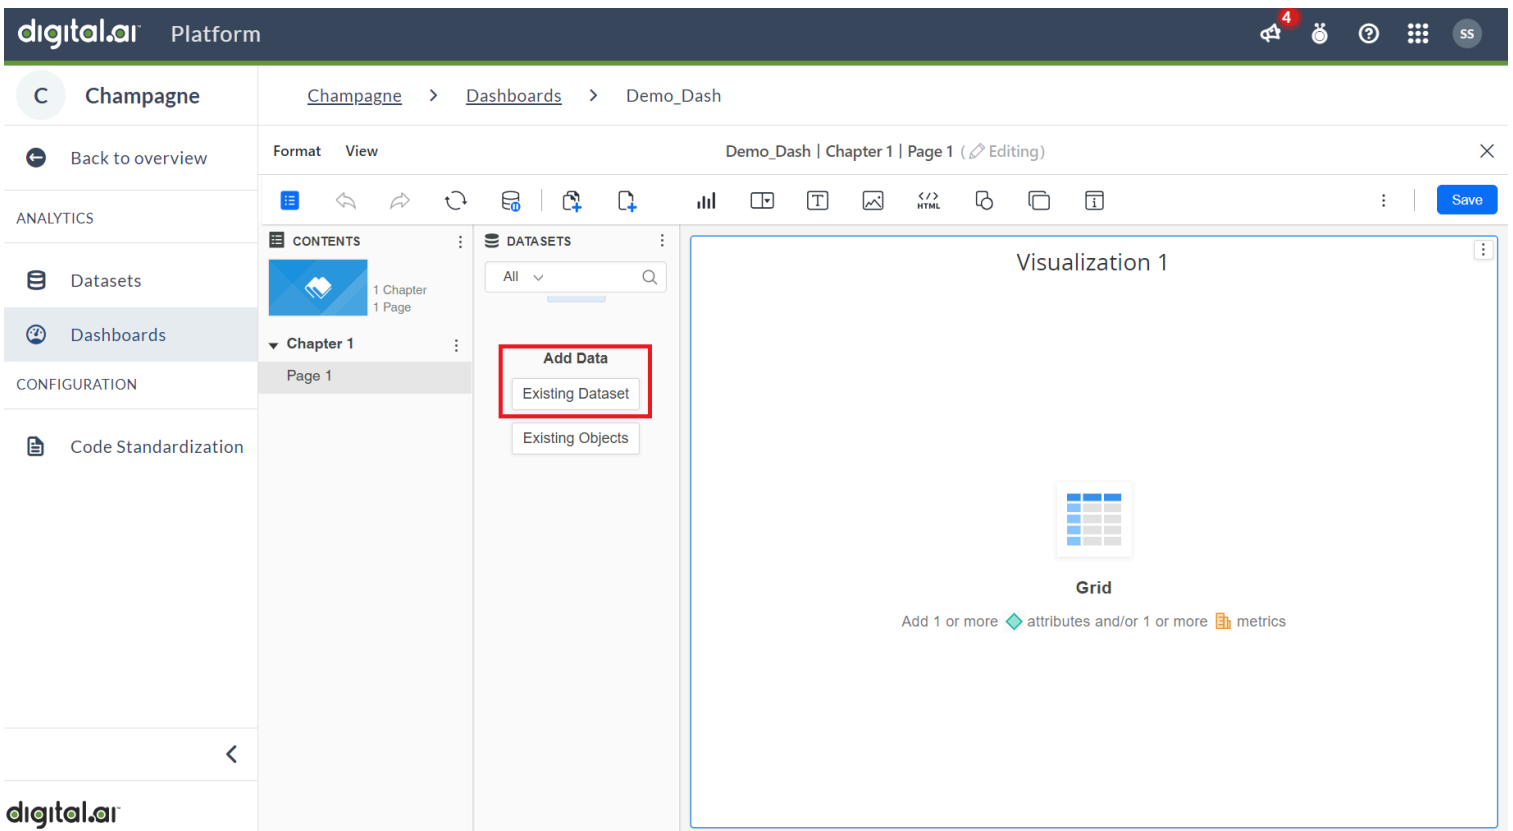 digital.ai Platform
4
SS
C Champagne
Champagne > Dashboards > Demo_Dash
Back to overview
Format View
Demo_Dash | Chapter 1 | Page 1 ( Editing)
HTML
Save
ANALYTICS
CONTENTS
DATASETS
Visualization 1
Datasets
All
1 Chapter
1 Page
Dashboards
Chapter 1
Add Data
Page 1
CONFIGURATION
Existing Dataset
Code Standardization
Existing Objects
Grid
Add 1 or more attributes and/or 1 or more metrics
digital.ai